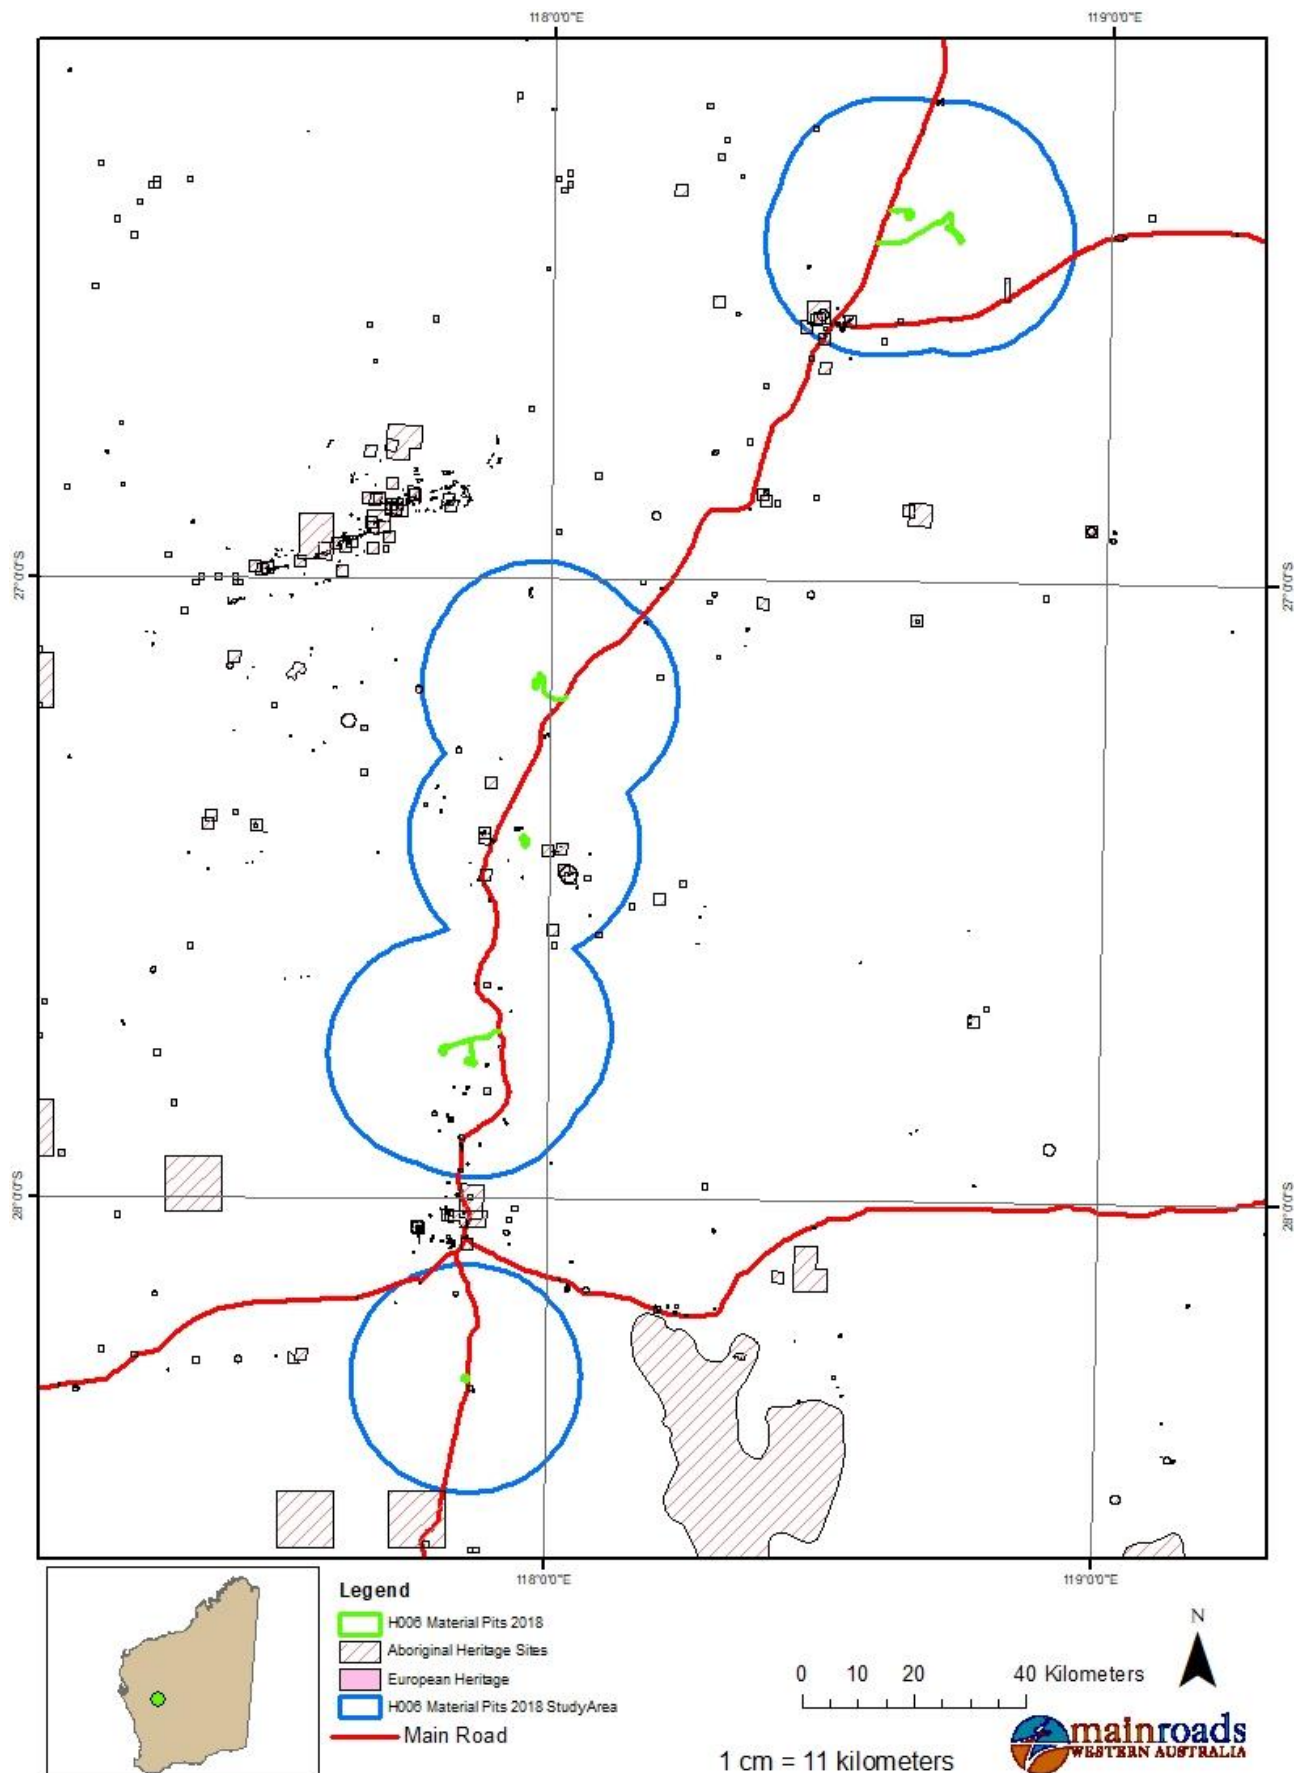 118°0'0"E
119°0'0"E
27°0'0"S
27°0'0"S
28°0'0"S
28°0'0"S
118°0'0"E
119°0'0"E
Legend
H006 Material Pits 2018
Aboriginal Heritage Sites
European Heritage
H006 Material Pits 2018 StudyArea
Main Road
0 10 20 40 Kilometers
1 cm = 11 kilometers
N
mainroads
WESTERN AUSTRALIA